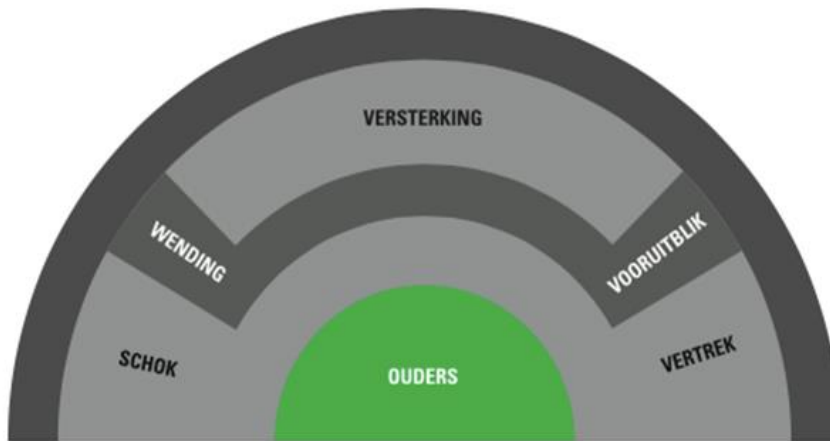 VERSTERKING
WENDING
VOORUITBLIK
SCHOK
VERTREK
OUDERS